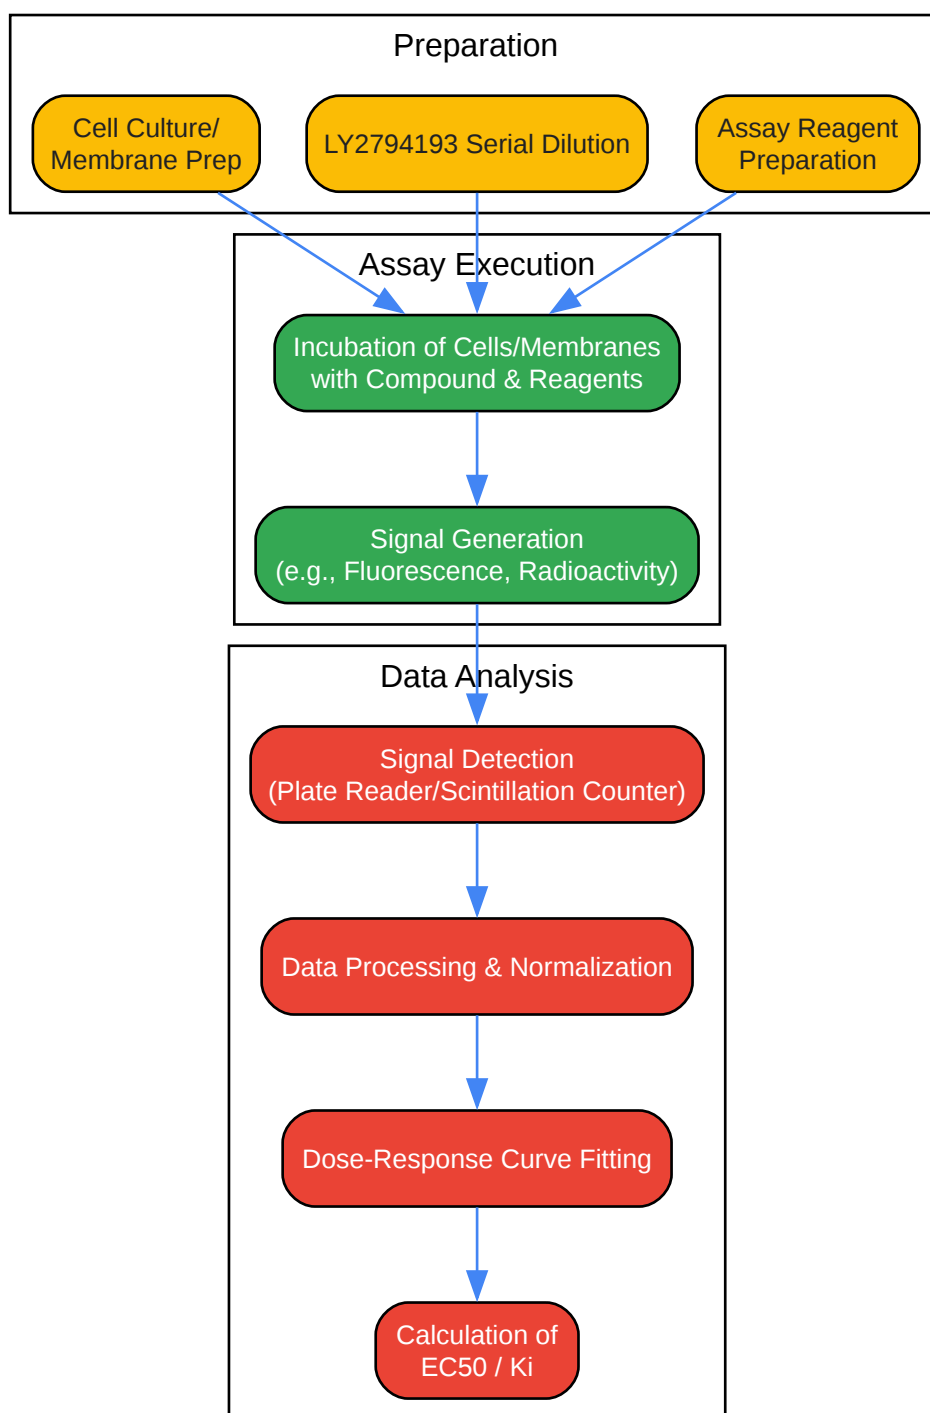 Preparation
Cell Culture/
Membrane Prep
LY2794193 Serial Dilution
Assay Reagent
Preparation
Assay Execution
Incubation of Cells/Membranes
with Compound & Reagents
Signal Generation
(e.g., Fluorescence, Radioactivity)
Data Analysis
Signal Detection
(Plate Reader/Scintillation Counter)
Data Processing & Normalization
Dose-Response Curve Fitting
Calculation of
EC50 / Ki